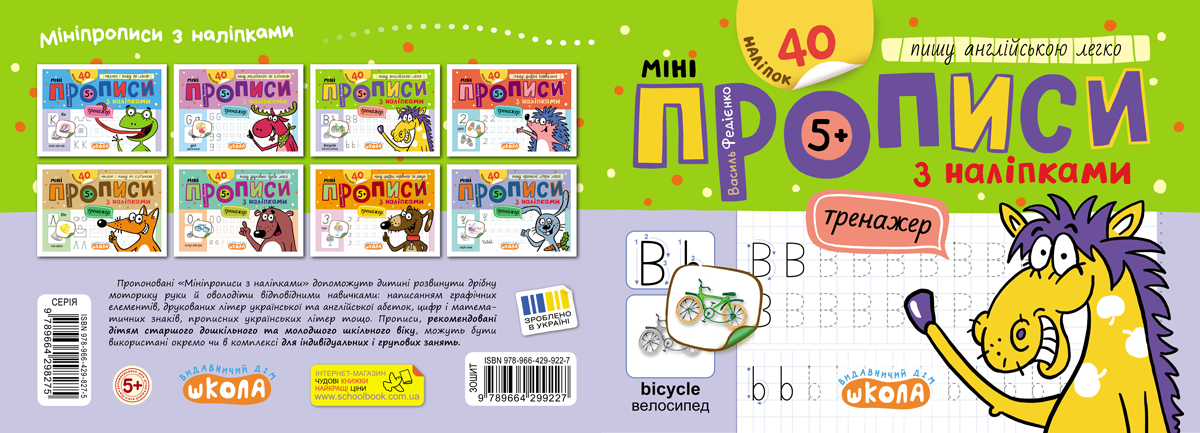 Мініпрописи з наліпками
Пропоновані «Мініпрописи з наліпками» допоможуть дитині розвинути дрібну
моторику руки й оволодіти відповідними навичками: написанням графічних
елементів, друкованих літер української та англійської абеток, цифр і матема-
тичних знаків, прописних українських літер тощо. Прописи, рекомендовані
дітям старшого дошкільного та молодшого шкільного віку, можуть бути
використані окремо чи в комплексі для індивідуальних і групових занять.
ЗРОБЛЕНО
В УКРАЇНІ
СЕРІЯ
ISBN 978-966-429-827-5
9789664298275
5+
ВИДАВНИЧИЙ ДІМ
ШКОЛА
ІНТЕРНЕТ-МАГАЗИН
ЧУДОВІ КНИЖКИ
НАЙКРАЩІ ЦІНИ
www.schoolbook.com.ua
ЗОШИТ
ISBN 978-966-429-922-7
9 789664 299227
40
НАЛІПОК
пишу англійською легко
МІНІ
ПРОПИСИ
5+
з наліпками
Василь Федієнко
тренажер
B b
B B
b b
bicycle
велосипед
ВИДАВНИЧИЙ ДІМ
ШКОЛА